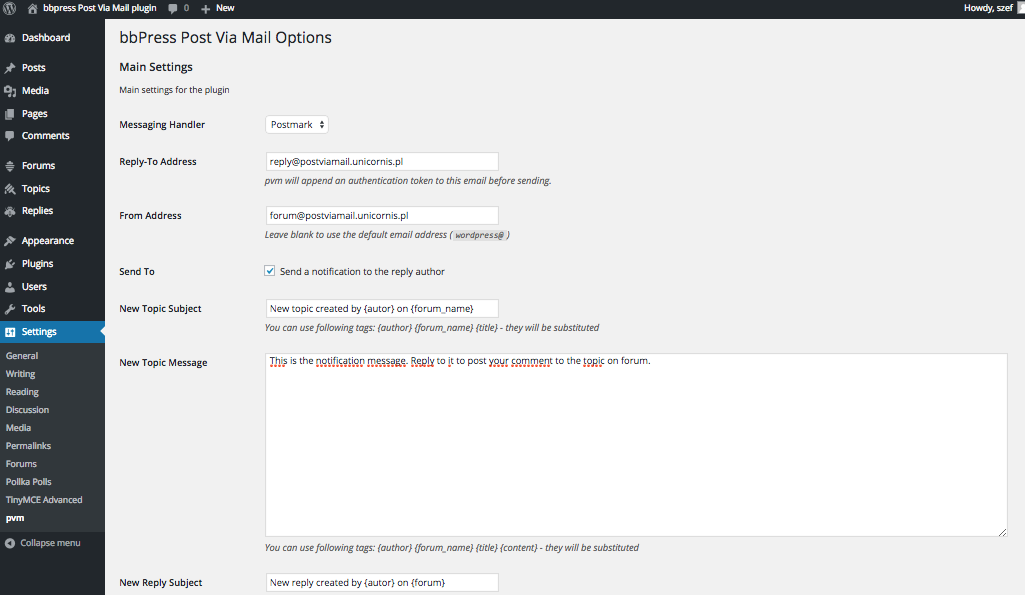 bbpress Post Via Mail plugin 0 + New Howdy, szef
Dashboard
Posts
Media
Pages
Comments
Forums
Topics
Replies
Appearance
Plugins
Users
Tools
Settings
General
Writing
Reading
Discussion
Media
Permalinks
Forums
Pollka Polls
TinyMCE Advanced
pvm
Collapse menu
bbPress Post Via Mail Options
Main Settings
Main settings for the plugin
Messaging Handler Postmark
Reply-To Address reply@postviamail.unicornis.pl
pvm will append an authentication token to this email before sending.
From Address forum@postviamail.unicornis.pl
Leave blank to use the default email address ( wordpress@ )
Send To Send a notification to the reply author
New Topic Subject New topic created by {autor} on {forum_name}
You can use following tags: {author} {forum_name} {title} - they will be substituted
New Topic Message This is the notification message. Reply to it to post your comment to the topic on forum.
You can use following tags: {author} {forum_name} {title} {content} - they will be substituted
New Reply Subject New reply created by {autor} on {forum}